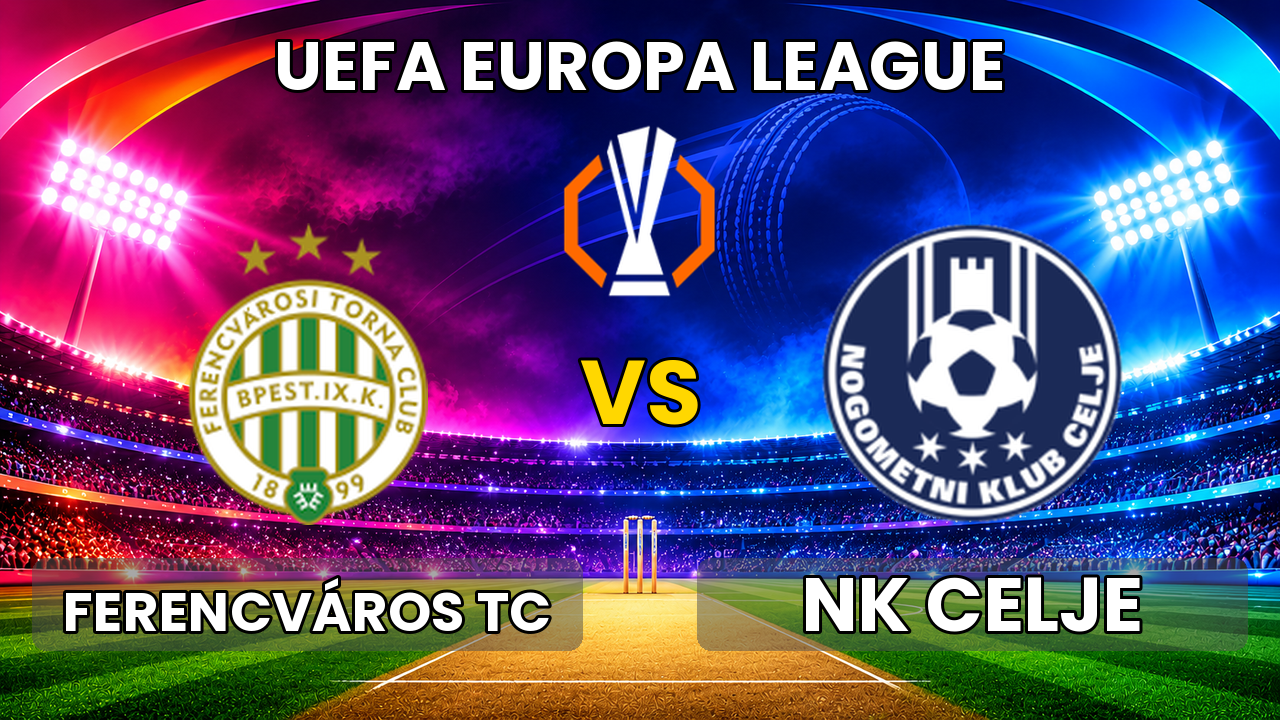 UEFA EUROPA LEAGUE
FERENCVÁROSI TORNA CLUB
BPEST.IX.K.
18 99
VS
NOGOMETNI KLUB CELJE
FERENCVÁROS TC
NK CELJE